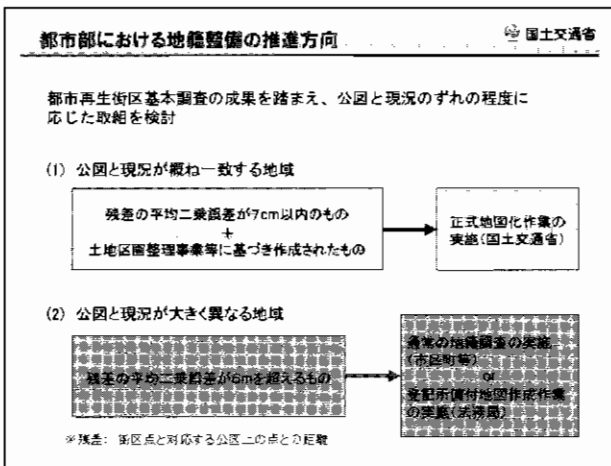 都市部における地籍整備の推進方向
国土交通省
都市再生街区基本調査の成果を踏まえ、公図と現況のずれの程度に
応じた取組を検討
(1) 公図と現況が概ね一致する地域
残差の平均二乗誤差が7cm以内のもの
+
土地区画整理事業等に基づき作成されたもの
正式地図化作業の
実施(国土交通省)
(2) 公図と現況が大きく異なる地域
残差の平均二乗誤差が6mを超えるもの
通常の地籍調査の実施
(市区町等)
or
登記所備付地図作成作業
の実施(法務局)
※残差: 街区点と対応する公図上の点との距離